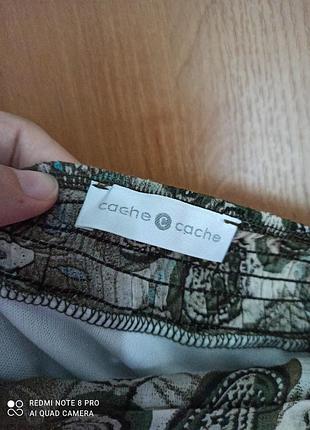 cache c cache
REDMI NOTE 8 PRO
AI QUAD CAMERA